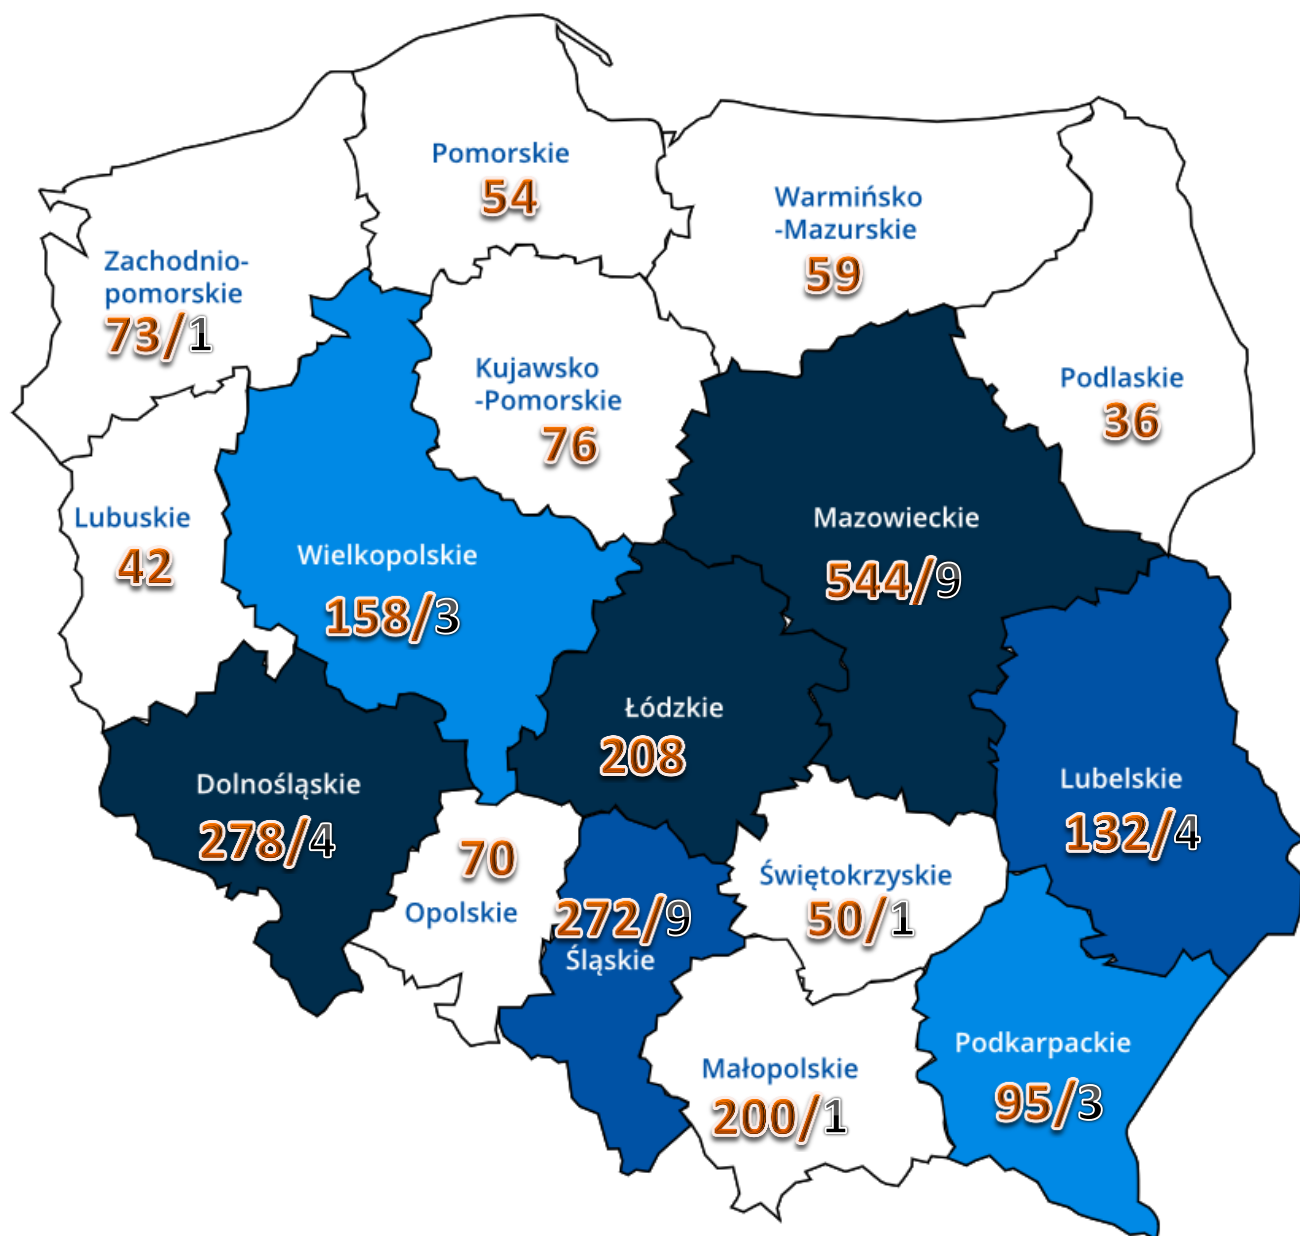 Pomorskie
54
Warmińsko
-Mazurskie
59
Zachodnio-
pomorskie
73/1
Kujawsko
-Pomorskie
76
Podlaskie
36
Lubuskie
42
Wielkopolskie
158/3
Mazowieckie
544/9
Łódzkie
208
Dolnośląskie
278/4
Lubelskie
132/4
70
Opolskie
272/9
Śląskie
Świętokrzyskie
50/1
Podkarpackie
95/3
Małopolskie
200/1